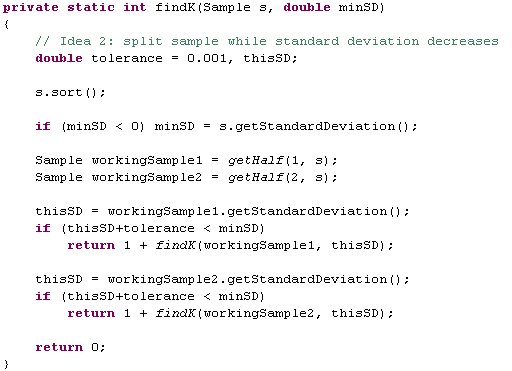 private static int findK(Sample s, double minSD)
{
    // Idea 2: split sample while standard deviation decreases
    double tolerance = 0.001, thisSD;

    s.sort();

    if (minSD < 0) minSD = s.getStandardDeviation();

    Sample workingSample1 = getHalf(1, s);
    Sample workingSample2 = getHalf(2, s);

    thisSD = workingSample1.getStandardDeviation();
    if (thisSD+tolerance < minSD)
        return 1 + findK(workingSample1, thisSD);

    thisSD = workingSample2.getStandardDeviation();
    if (thisSD+tolerance < minSD)
        return 1 + findK(workingSample2, thisSD);

    return 0;
}